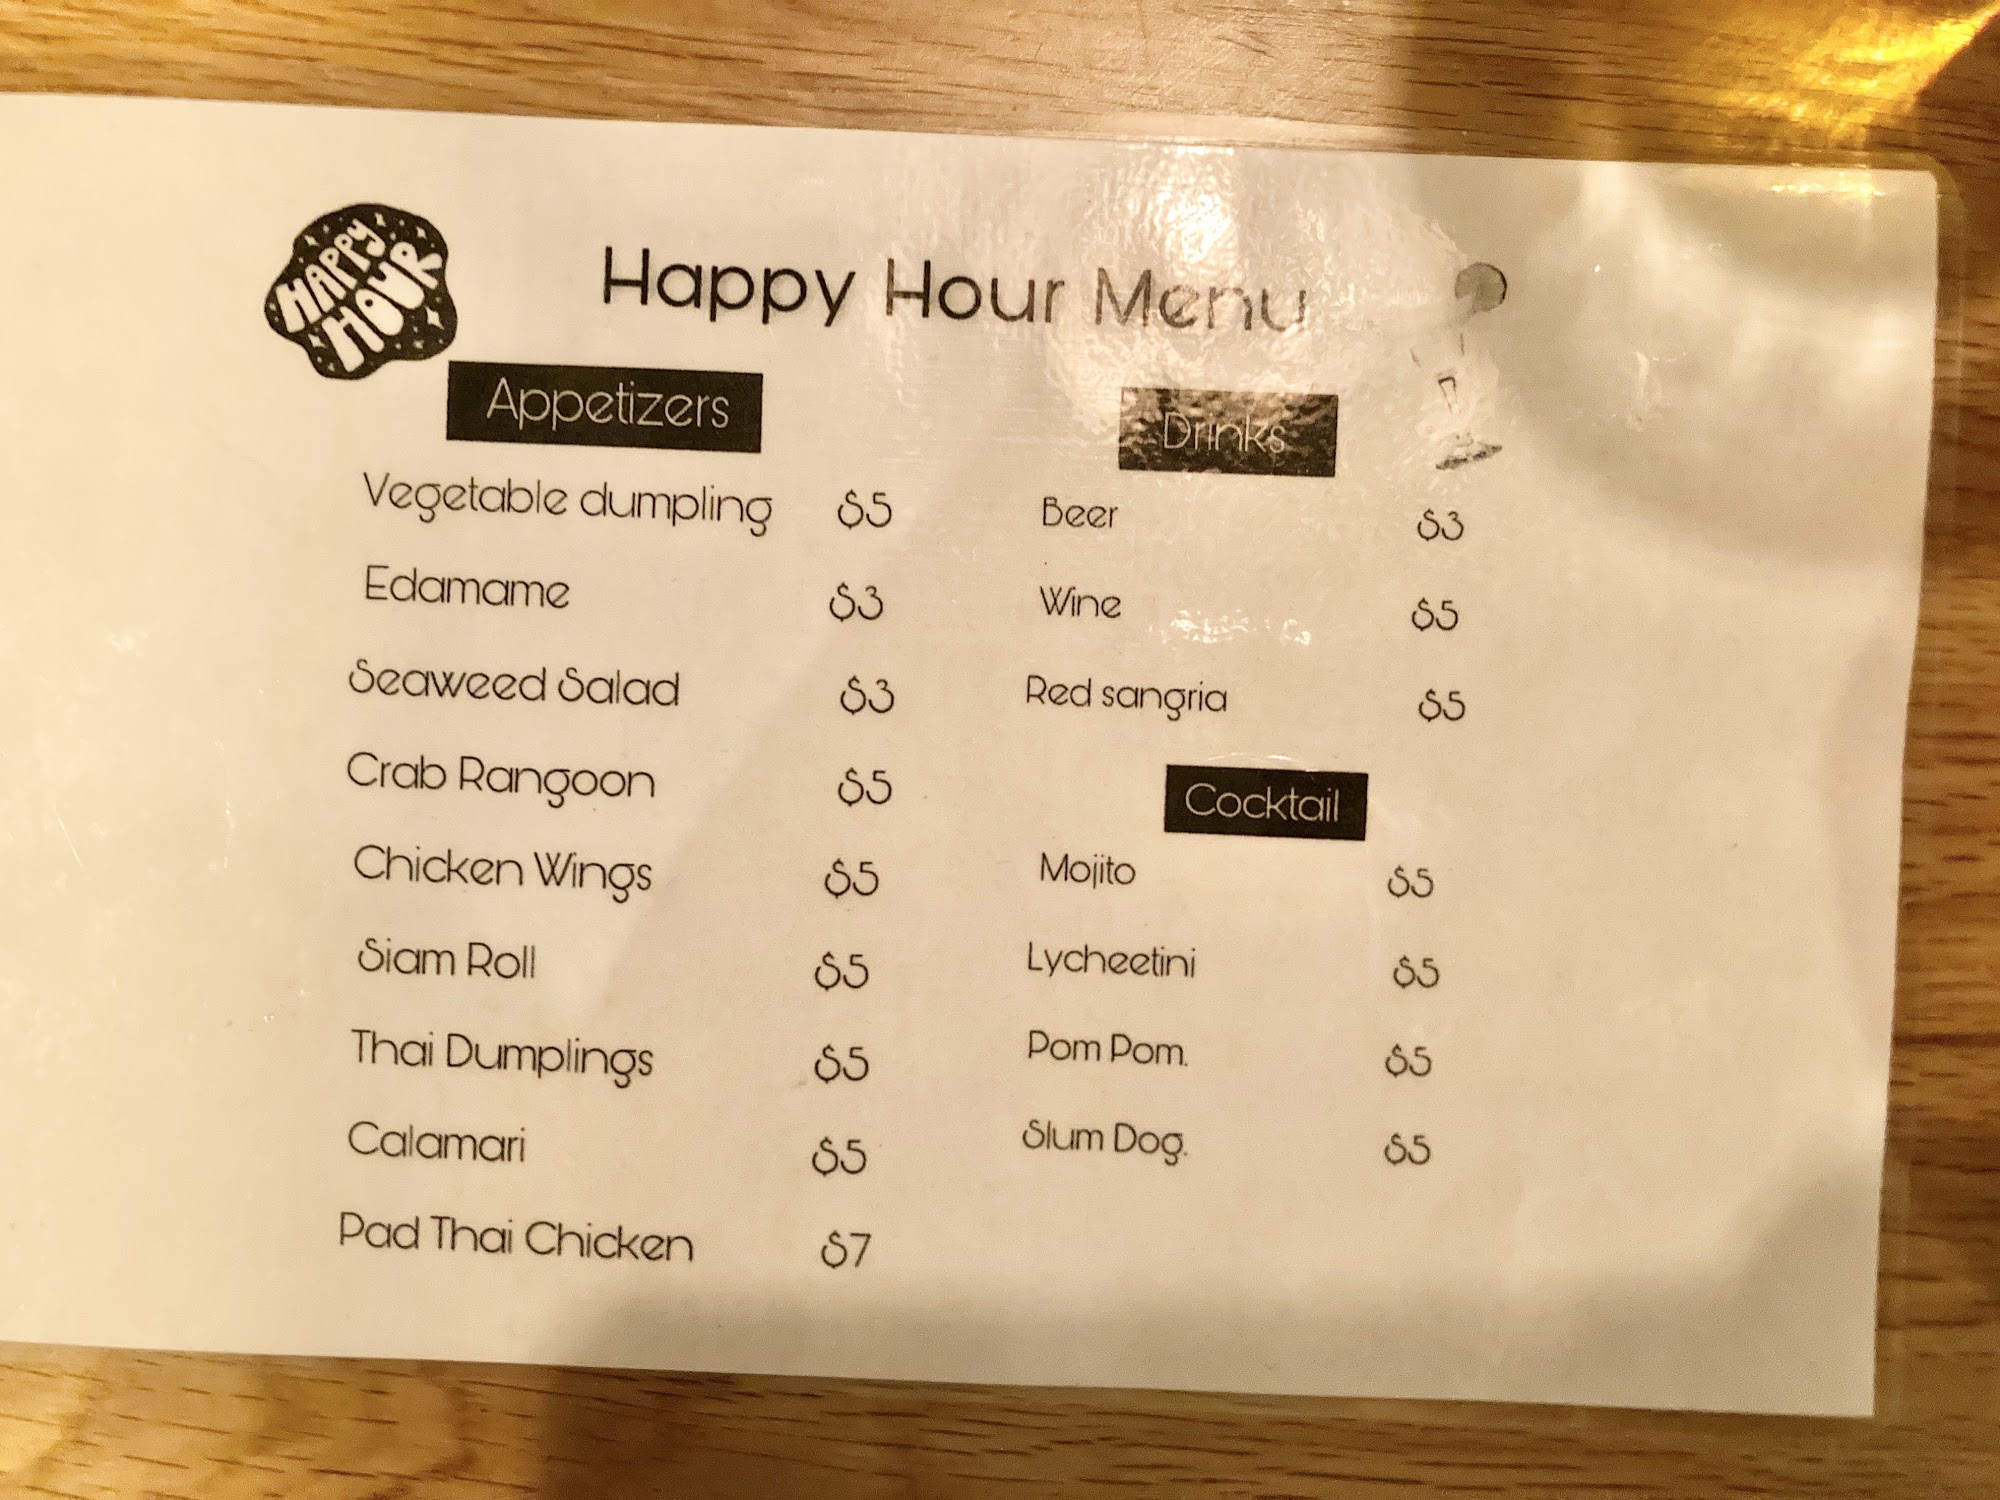 HAPPY
HOUR
Happy Hour Menu
Appetizers
Vegetable dumpling $5
Edamame $3
Seaweed Salad $3
Crab Rangoon $5
Chicken Wings $5
Siam Roll $5
Thai Dumplings $5
Calamari $5
Pad Thai Chicken $7
Drinks
Beer $3
Wine $5
Red sangria $5
Cocktail
Mojito $5
Lycheetini $5
Pom Pom. $5
Slum Dog. $5